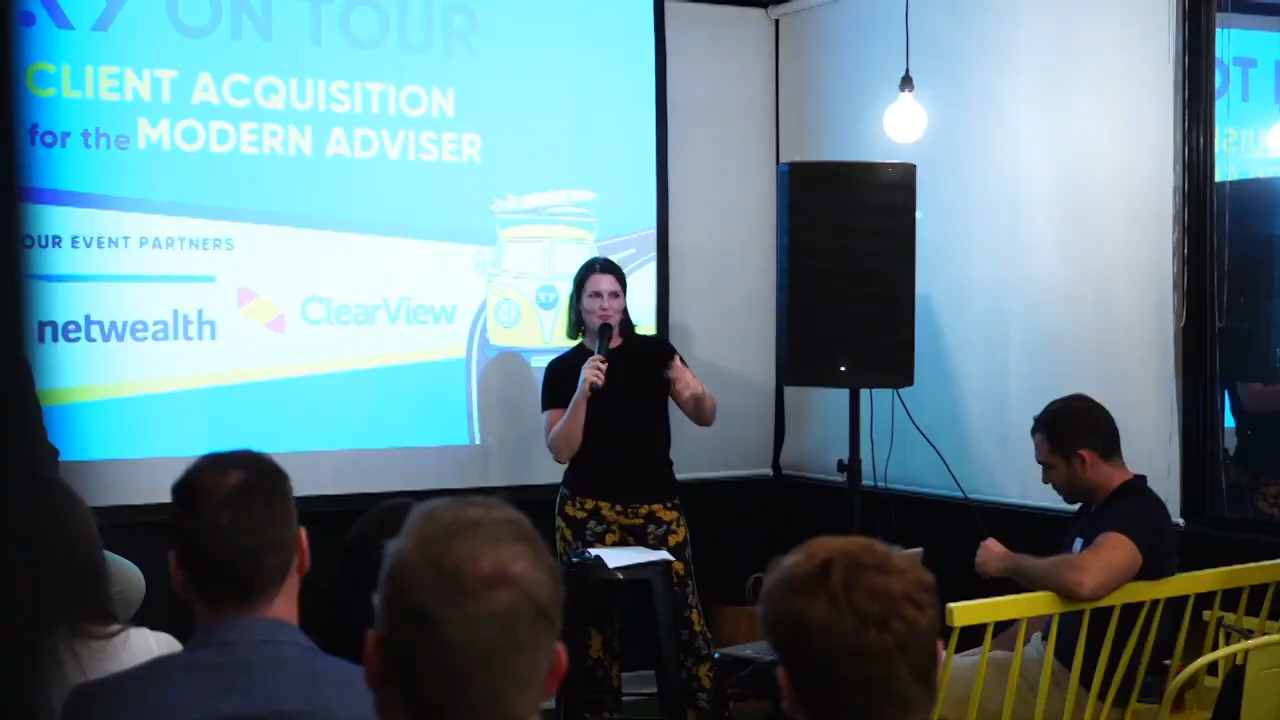 ON TOUR
CLIENT ACQUISITION
for the MODERN ADVISER
OUR EVENT PARTNERS
netwealth
ClearView